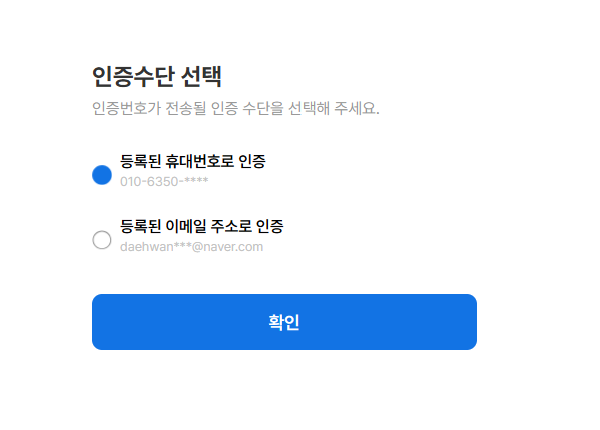 인증수단 선택
인증번호가 전송될 인증 수단을 선택해 주세요.
등록된 휴대번호로 인증
010-6350-****
등록된 이메일 주소로 인증
daehwan***@naver.com
확인